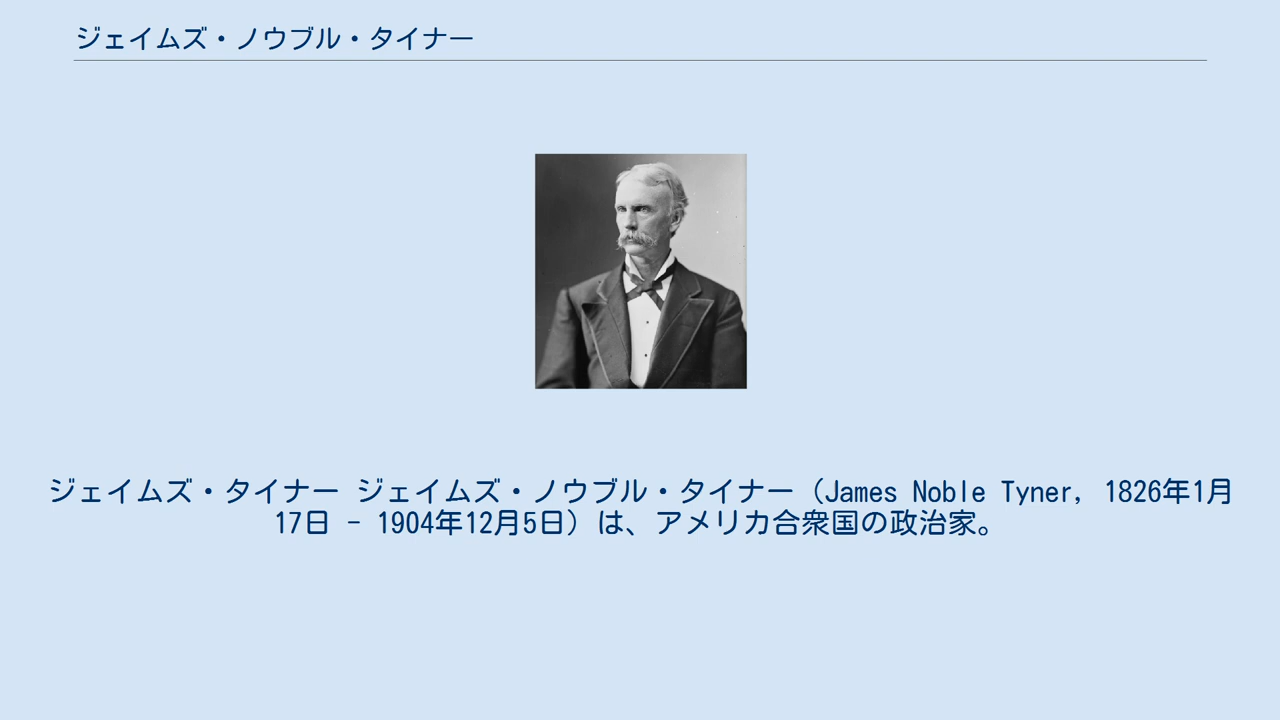 ジェイムズ・ノウブル・タイナー
ジェイムズ・タイナー ジェイムズ・ノウブル・タイナー（James Noble Tyner, 1826年1月
17日 - 1904年12月5日）は、アメリカ合衆国の政治家。